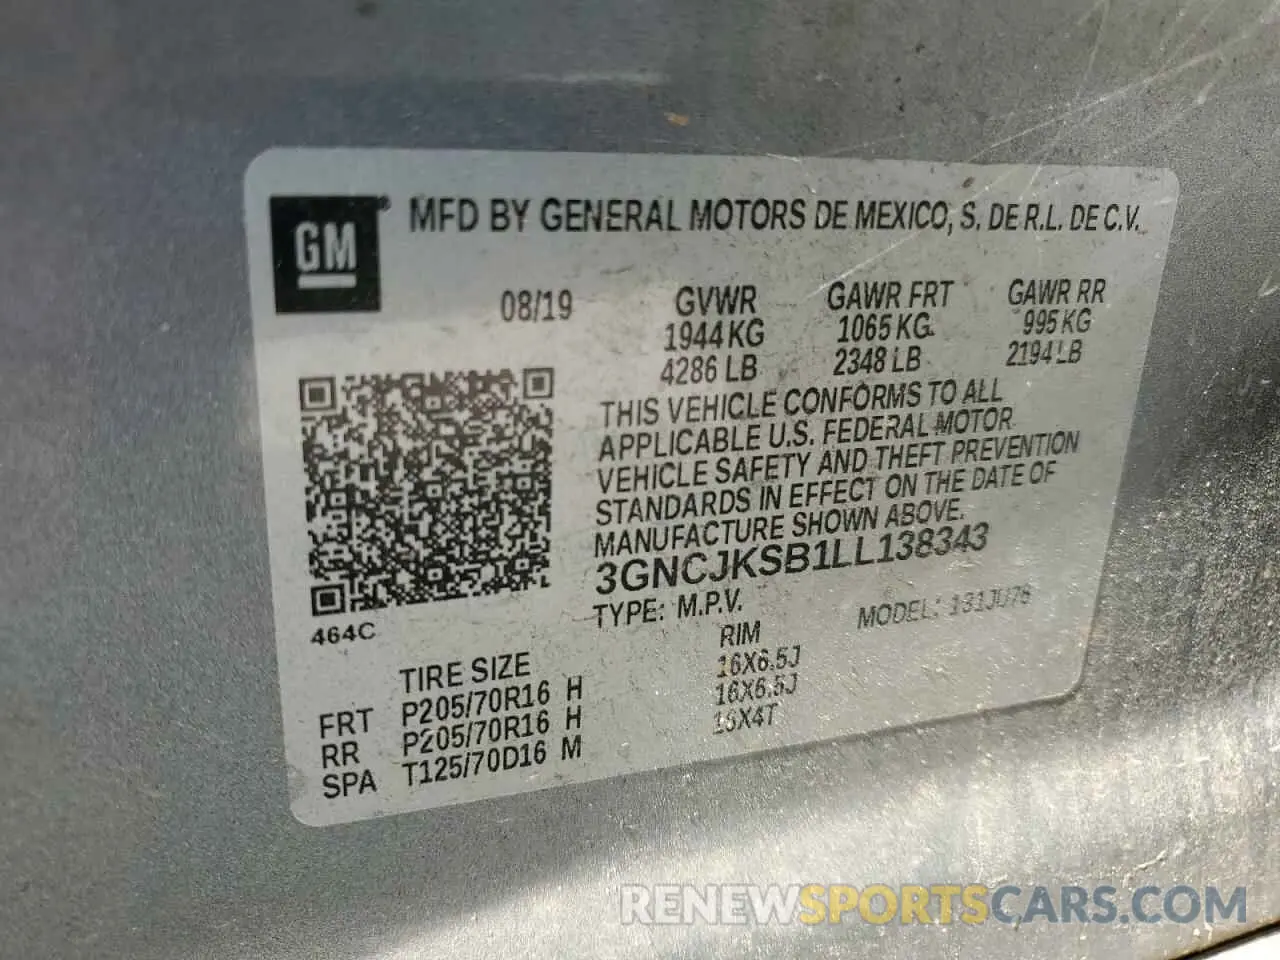 GM® MFD BY GENERAL MOTORS DE MEXICO, S. DE R.L. DE C.V.
08/19 GVWR GAWR FRT GAWR RR
1944 KG 1065 KG 995 KG
4286 LB 2348 LB 2194 LB
THIS VEHICLE CONFORMS TO ALL
APPLICABLE U.S. FEDERAL MOTOR
VEHICLE SAFETY AND THEFT PREVENTION
STANDARDS IN EFFECT ON THE DATE OF
MANUFACTURE SHOWN ABOVE.
3GNCJKSB1LL138343
TYPE: M.P.V. MODEL: 131JU76
464C
TIRE SIZE RIM
FRT P205/70R16 H 16X6.5J
RR P205/70R16 H 16X6.5J
SPA T125/70D16 M 16X4T
RENEWSPORTSCARS.COM